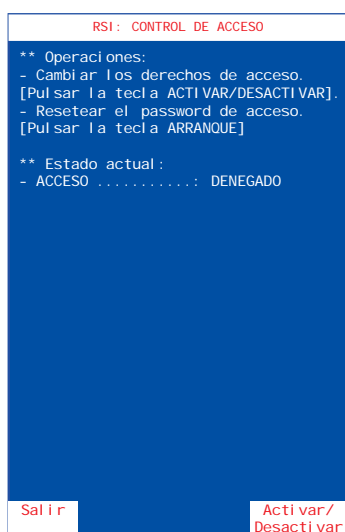 RSI: CONTROL DE ACCESO
** Operaciones:
- Cambiar los derechos de acceso.
[Pulsar la tecla ACTIVAR/DESACTIVAR].
- Resetear el password de acceso.
[Pulsar la tecla ARRANQUE]
** Estado actual:
- ACCESO ...........: DENEGADO
Salir
Activar/
Desactivar